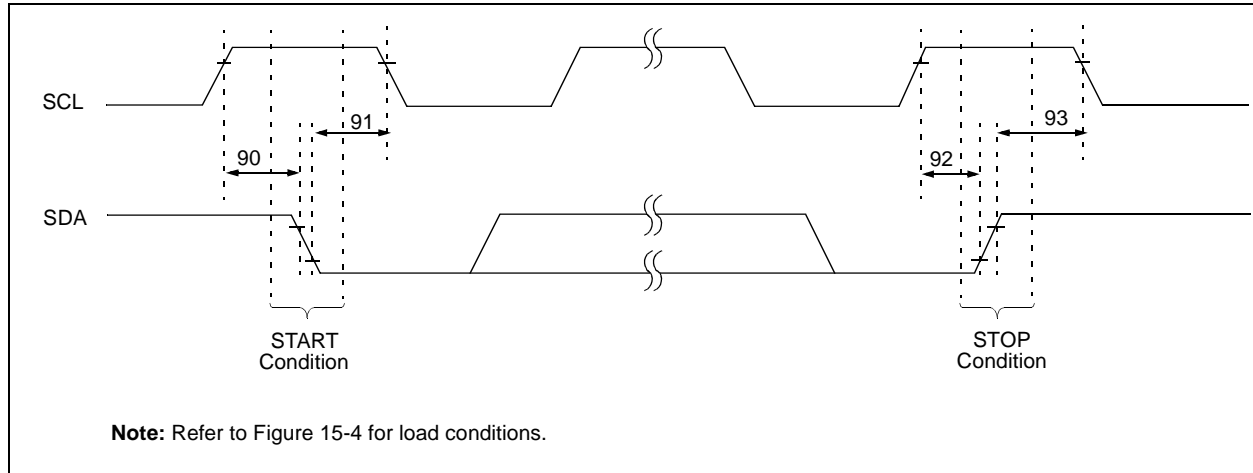 SCL
91
93
90
92
SDA
START
Condition
STOP
Condition
Note: Refer to Figure 15-4 for load conditions.